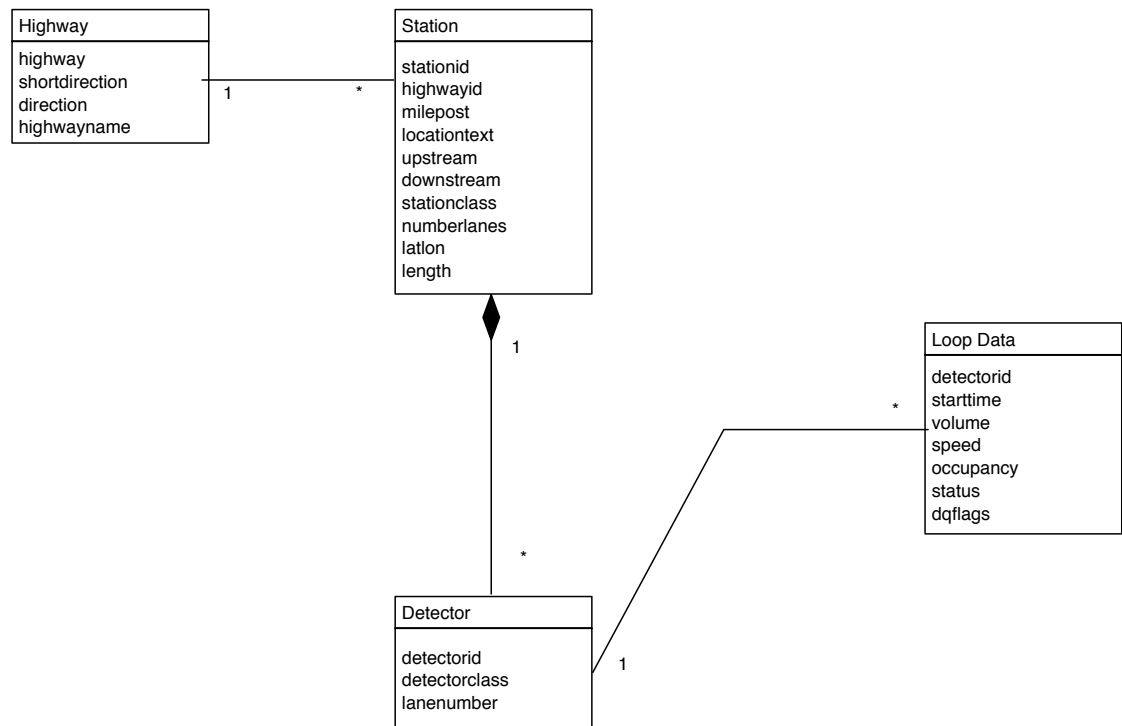 Highway
highway
shortdirection
direction
highwayname
1
*
Station
stationid
highwayid
milepost
locationtext
upstream
downstream
stationclass
numberlanes
latlon
length
1
*
Loop Data
detectorid
starttime
volume
speed
occupancy
status
dqflags
*
1
Detector
detectorid
detectorclass
lanenumber